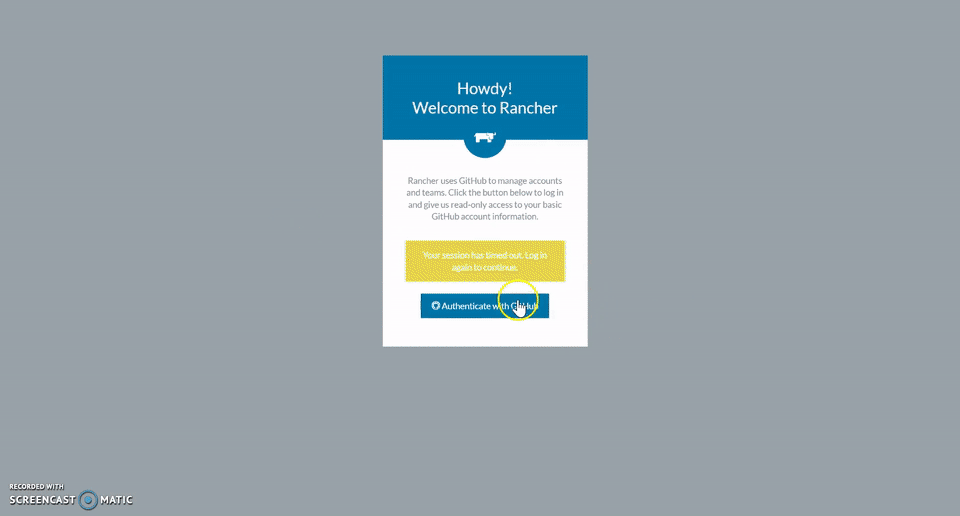 Howdy!
Welcome to Rancher
Rancher uses GitHub to manage accounts
and teams. Click the button below to log in
and give us read-only access to your basic
GitHub account information.
Your session has timed out. Log in
again to continue.
Authenticate with GitHub
RECORDED WITH
SCREENCAST MATIC